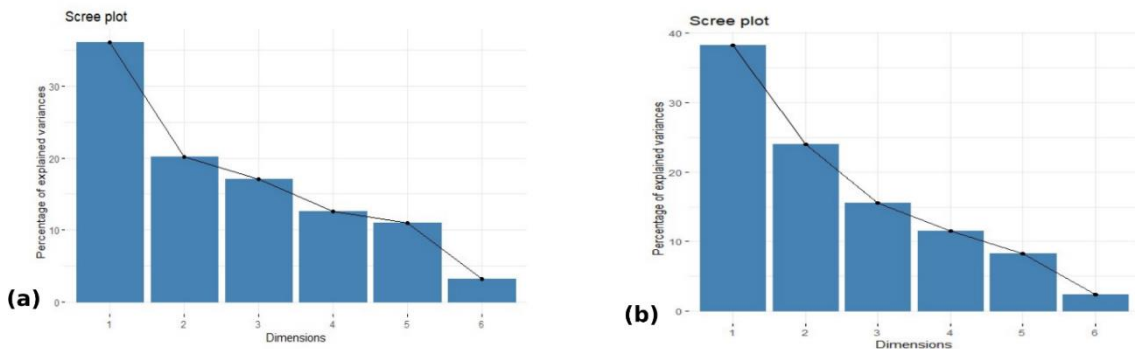 Scree plot
Percentage of explained variances
30
20
10
0
1 2 3 4 5 6
Dimensions
(a)
Scree plot
Percentage of explained variances
40
30
20
10
0
1 2 3 4 5 6
Dimensions
(b)